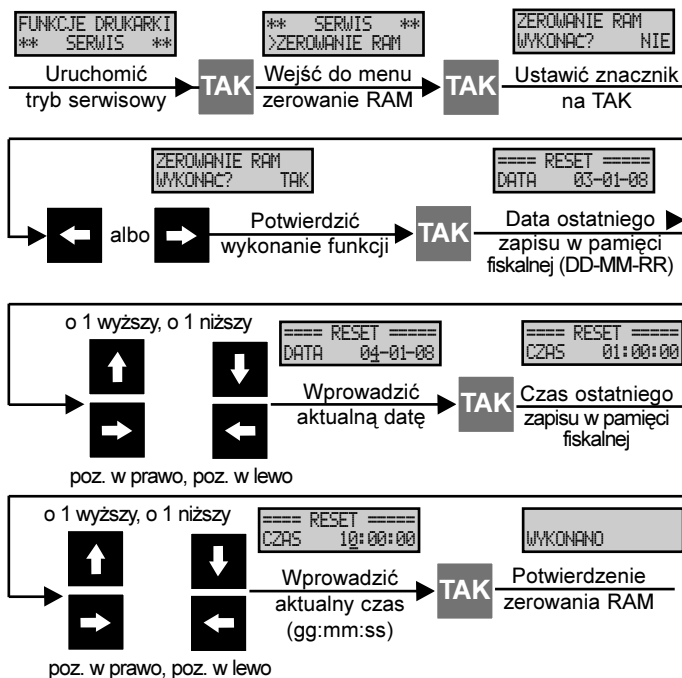 FUNKCJE DRUKARKI
** SERWIS **
Uruchomić
tryb serwisowy
TAK
** SERWIS **
>ZEROWANIE RAM
Wejść do menu
zerowanie RAM
TAK
ZEROWANIE RAM
WYKONAĆ? NIE
Ustawić znacznik
na TAK
albo
ZEROWANIE RAM
WYKONAĆ? TAK
Potwierdzić
wykonanie funkcji
TAK
==== RESET =====
DATA 03-01-08
Data ostatniego
zapisu w pamięci
fiskalnej (DD-MM-RR)
o 1 wyższy, o 1 niższy
poz. w prawo, poz. w lewo
==== RESET =====
DATA 04-01-08
Wprowadzić
aktualną datę
TAK
==== RESET =====
CZAS 01:00:00
Czas ostatniego
zapisu w pamięci
fiskalnej
o 1 wyższy, o 1 niższy
poz. w prawo, poz. w lewo
==== RESET =====
CZAS 10:00:00
Wprowadzić
aktualny czas
(gg:mm:ss)
TAK
WYKONANO
Potwierdzenie
zerowania RAM